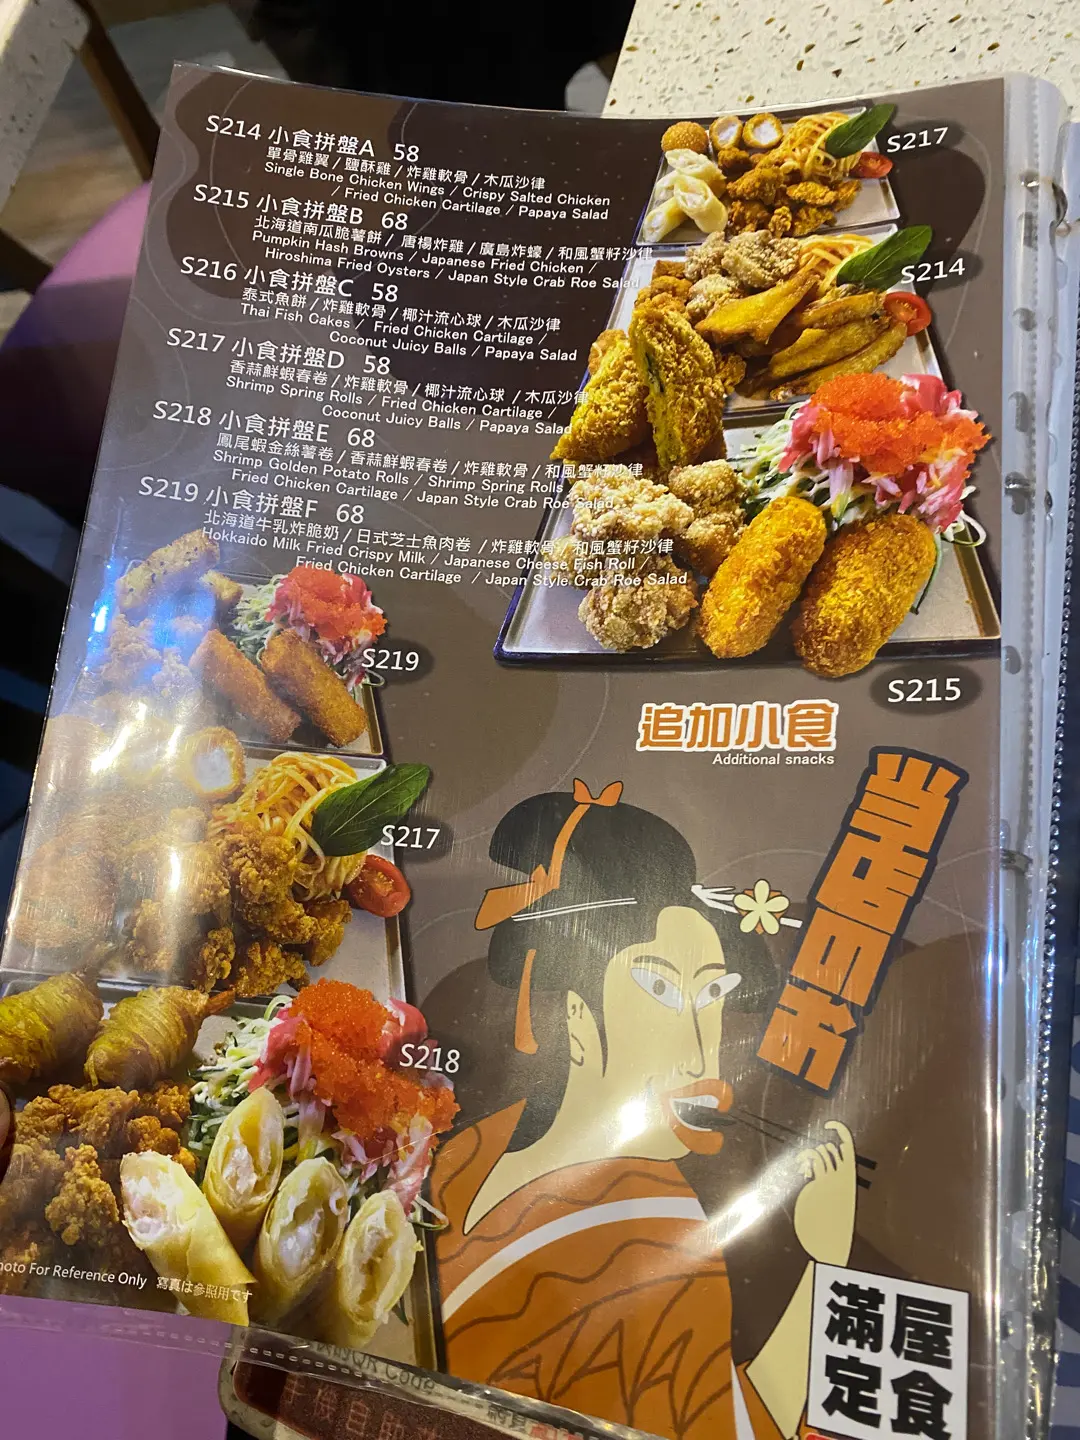 S214 小食拼盤A 58
單骨雞翼 / 鹽酥雞 / 炸雞軟骨 / 木瓜沙律
Single Bone Chicken Wings / Crispy Salted Chicken
/ Fried Chicken Cartilage / Papaya Salad
S215 小食拼盤B 68
北海道南瓜脆薯餅 / 唐楊炸雞 / 廣島炸蠔 / 和風蟹籽沙律
Pumpkin Hash Browns / Japanese Fried Chicken /
Hiroshima Fried Oysters / Japan Style Crab Roe Salad
S216 小食拼盤C 58
泰式魚餅 / 炸雞軟骨 / 椰汁流心球 / 木瓜沙律
Thai Fish Cakes / Fried Chicken Cartilage /
Coconut Juicy Balls / Papaya Salad
S217 小食拼盤D 58
香蒜鮮蝦春卷 / 炸雞軟骨 / 椰汁流心球 / 木瓜沙律
Shrimp Spring Rolls / Fried Chicken Cartilage /
Coconut Juicy Balls / Papaya Salad
S218 小食拼盤E 68
鳳尾蝦金絲薯卷 / 香蒜鮮蝦春卷 / 炸雞軟骨 / 和風蟹籽沙律
Shrimp Golden Potato Rolls / Shrimp Spring Rolls
Fried Chicken Cartilage / Japan Style Crab Roe Salad
S219 小食拼盤F 68
北海道牛乳炸脆奶 / 日式芝士魚肉卷 / 炸雞軟骨 / 和風蟹籽沙律
Hokkaido Milk Fried Crispy Milk / Japanese Cheese Fish Roll /
Fried Chicken Cartilage / Japan Style Crab Roe Salad
S217
S214
S215
S219
S217
S218
追加小食
Additional snacks
当店のお
屋食
滿定
hoto For Reference Only 寫真は參照用です
QR Code
手機自助